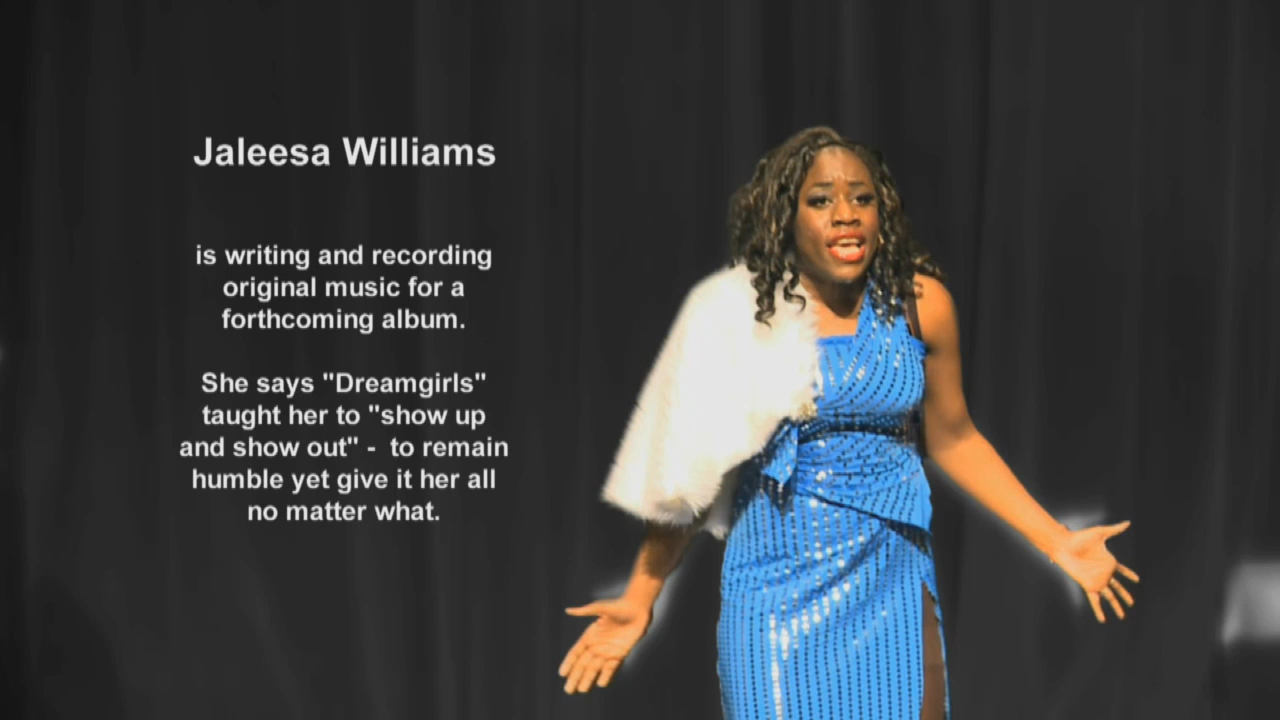 Jaleesa Williams
is writing and recording
original music for a
forthcoming album.
She says "Dreamgirls"
taught her to "show up
and show out" -  to remain
humble yet give it her all
no matter what.